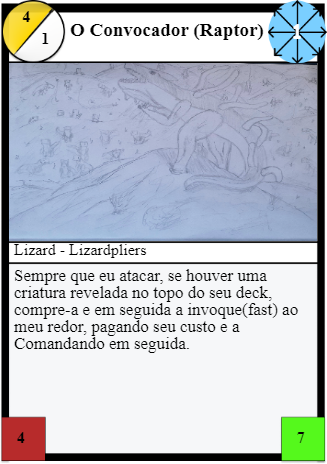 4
1
O Convocador (Raptor)
1
Lizard - Lizardpliers
Sempre que eu atacar, se houver uma
criatura revelada no topo do seu deck,
compre-a e em seguida a invoque(fast) ao
meu redor, pagando seu custo e a
Comandando em seguida.
4
7